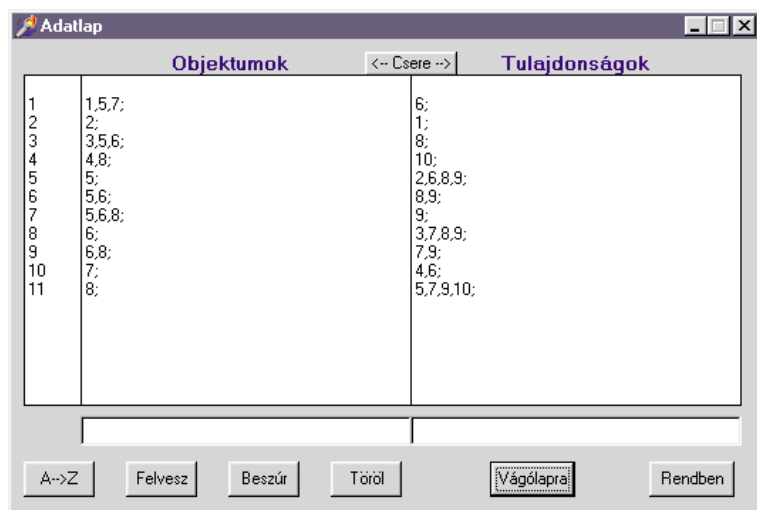 Adatlap
Objektumok <-- Csere --> Tulajdonságok
1 1,5,7; 6;
2 2; 1;
3 3,5,6; 8;
4 4,8; 10;
5 5; 2,6,8,9;
6 5,6; 8,9;
7 5,6,8; 9;
8 6; 3,7,8,9;
9 6,8; 7,9;
10 7; 4,6;
11 8; 5,7,9,10;
A-->Z Felvesz Beszúr Töröl Vágólapra Rendben